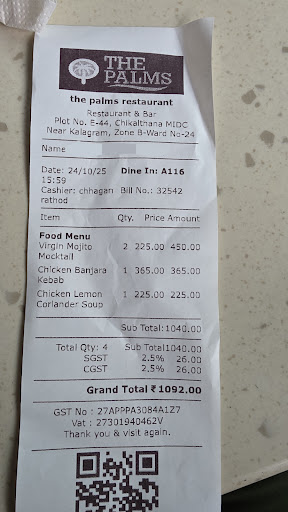 THE
PALMS
the palms restaurant
Restaurant & Bar
Plot No. E-44, Chikalthana MIDC
Near Kalagram, Zone B-Ward No-24
Name
Date: 24/10/25 Dine In: A116
15:59
Cashier: chhagan Bill No.: 32542
rathod
Item Qty. Price Amount
Food Menu
Virgin Mojito 2 225.00 450.00
Mocktail
Chicken Banjara 1 365.00 365.00
Kebab
Chicken Lemon 1 225.00 225.00
Coriander Soup
Sub Total:1040.00
Total Qty: 4 Sub Total1040.00
SGST 2.5% 26.00
CGST 2.5% 26.00
Grand Total ₹1092.00
GST No : 27APPPA3084A1Z7
Vat : 27301940462V
Thank you & visit again.